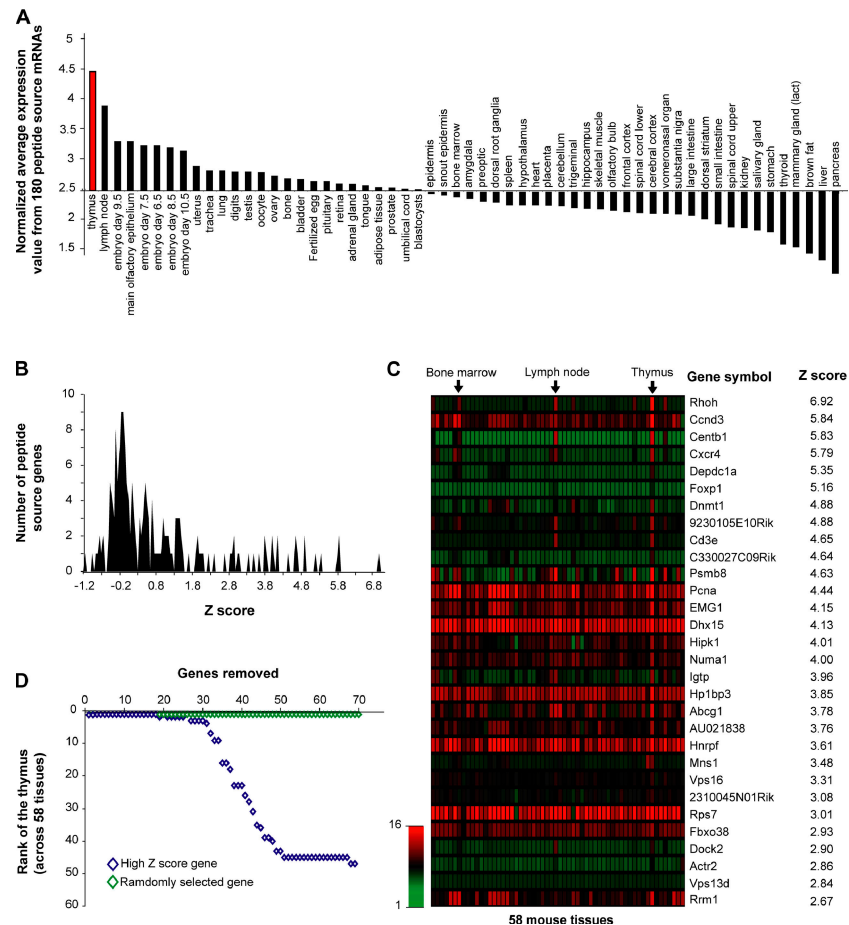 A
Normalized average expression
value from 180 peptide source mRNAs
5
4.5
4
3.5
3
2.5
2
1.5
thymus
lymph node
embryo day 9.5
main olfactory epithelium
embryo day 7.5
embryo day 6.5
embryo day 8.5
embryo day 10.5
uterus
trachea
lung
digits
testis
oocyte
ovary
bone
bladder
Fertilized egg
pituitary
retina
adrenal gland
tongue
adipose tissue
prostate
umbilical cord
blastocysts
epidermis
snout epidermis
bone marrow
amygdala
preoptic
dorsal root ganglia
spleen
hypothalamus
heart
placenta
cerebellum
trigeminal
hippocampus
skeletal muscle
olfactory bulb
frontal cortex
spinal cord lower
cerebral cortex
vomeronasal organ
substantia nigra
large intestine
dorsal striatum
small intestine
spinal cord upper
kidney
salivary gland
stomach
thyroid
mammary gland (lact)
brown fat
liver
pancreas
B
Number of peptide
source genes
10
8
6
4
2
0
-1.2 -0.2 0.8 1.8 2.8 3.8 4.8 5.8 6.8
Z score
C
Bone marrow Lymph node Thymus Gene symbol Z score
Rhoh 6.92
Ccnd3 5.84
Centb1 5.83
Cxcr4 5.79
Depdc1a 5.35
Foxp1 5.16
Dnmt1 4.88
9230105E10Rik 4.88
Cd3e 4.65
C330027C09Rik 4.64
Psmb8 4.63
Pcna 4.44
EMG1 4.15
Dhx15 4.13
Hipk1 4.01
Numa1 4.00
Igtp 3.96
Hp1bp3 3.85
Abcg1 3.78
AU021838 3.76
Hnrpf 3.61
Mns1 3.48
Vps16 3.31
2310045N01Rik 3.08
Rps7 3.01
Fbxo38 2.93
Dock2 2.90
Actr2 2.86
Vps13d 2.84
Rrm1 2.67
16
1
58 mouse tissues
D
Genes removed
0 10 20 30 40 50 60 70
Rank of the thymus
(across 58 tissues)
0
10
20
30
40
50
60
High Z score gene
Ramdomly selected gene